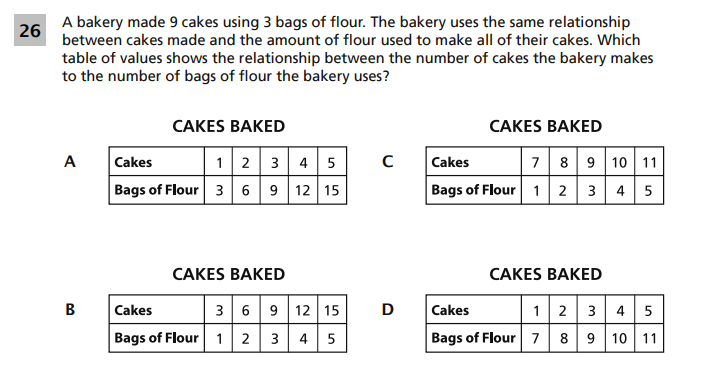 26
A bakery made 9 cakes using 3 bags of flour. The bakery uses the same relationship
between cakes made and the amount of flour used to make all of their cakes. Which
table of values shows the relationship between the number of cakes the bakery makes
to the number of bags of flour the bakery uses?
CAKES BAKED
A
Cakes 1 2 3 4 5
Bags of Flour 3 6 9 12 15
CAKES BAKED
B
Cakes 3 6 9 12 15
Bags of Flour 1 2 3 4 5
CAKES BAKED
C
Cakes 7 8 9 10 11
Bags of Flour 1 2 3 4 5
CAKES BAKED
D
Cakes 1 2 3 4 5
Bags of Flour 7 8 9 10 11